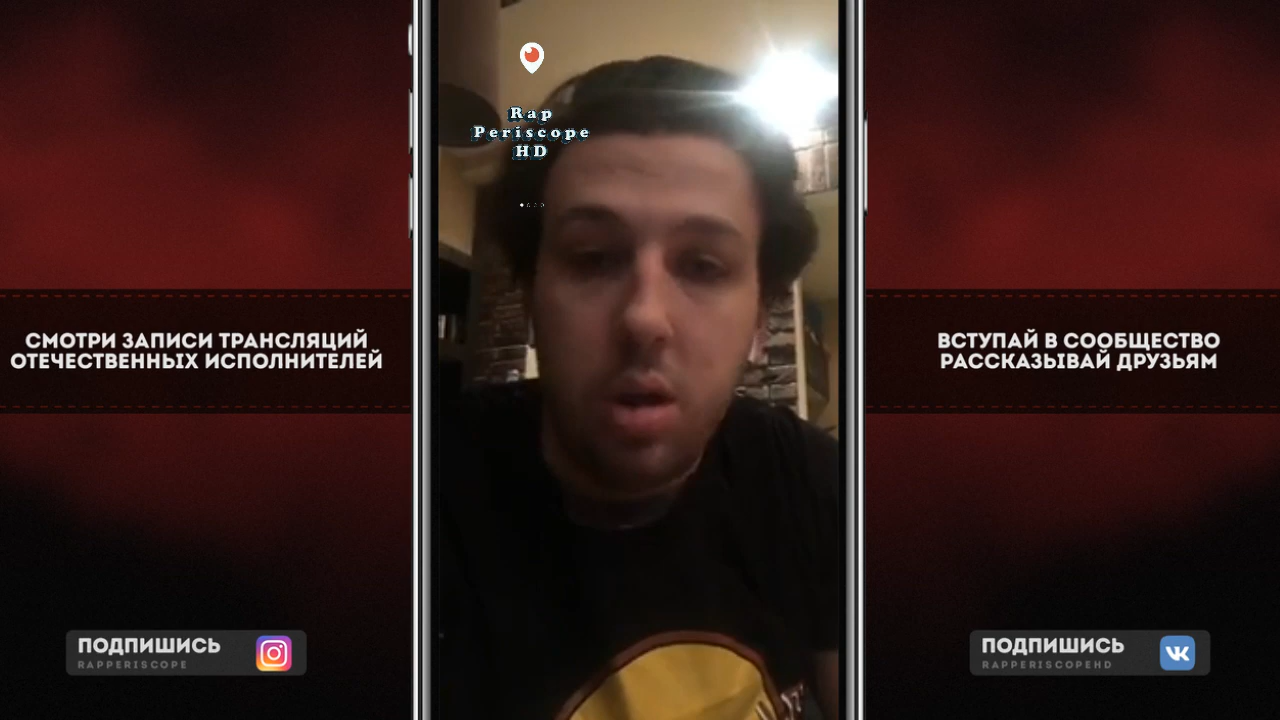 Rap
Periscope
HD
СМОТРИ ЗАПИСИ ТРАНСЛЯЦИЙ
ОТЕЧЕСТВЕННЫХ ИСПОЛНИТЕЛЕЙ
ВСТУПАЙ В СООБЩЕСТВО
РАССКАЗЫВАЙ ДРУЗЬЯМ
ПОДПИШИСЬ
RAPPERISCOPE
ПОДПИШИСЬ
RAPPERISCOPEHD